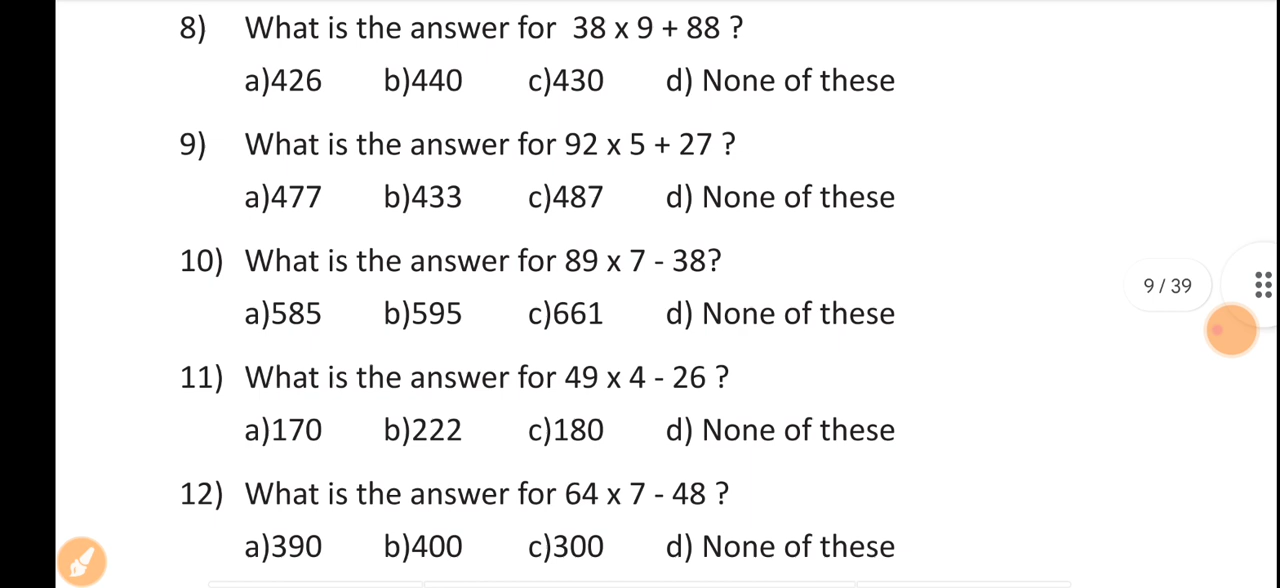 8) What is the answer for 38 x 9 + 88 ?
a)426 b)440 c)430 d) None of these
9) What is the answer for 92 x 5 + 27 ?
a)477 b)433 c)487 d) None of these
10) What is the answer for 89 x 7 - 38?
a)585 b)595 c)661 d) None of these
9 / 39
11) What is the answer for 49 x 4 - 26 ?
a)170 b)222 c)180 d) None of these
12) What is the answer for 64 x 7 - 48 ?
a)390 b)400 c)300 d) None of these